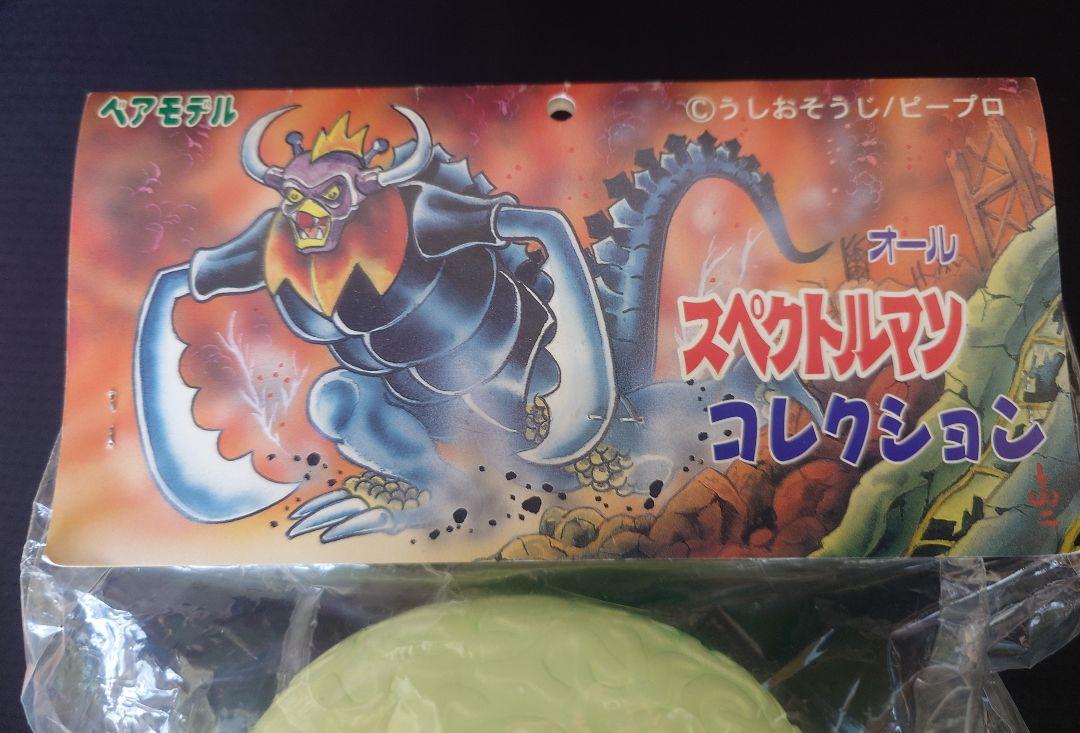 ベアモデル
©うしおそうじ/ピープロ
オール
スペクトルマン
コレクション